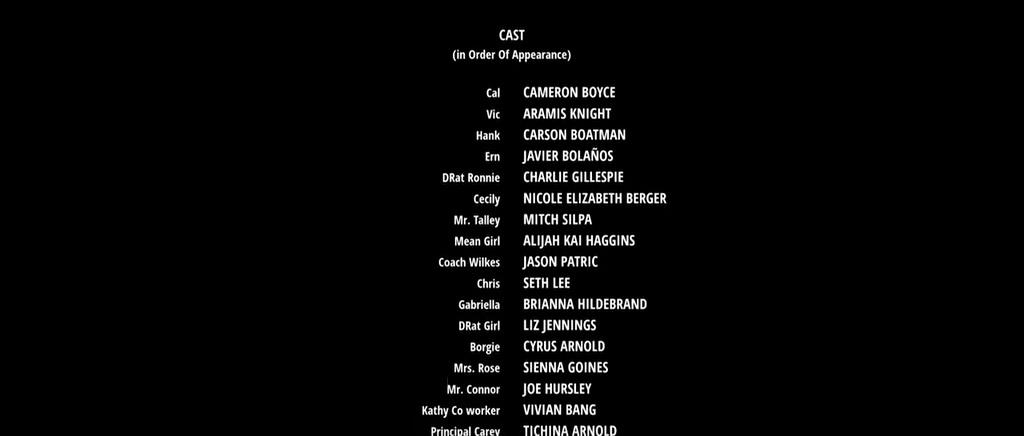 CAST
(in Order Of Appearance)
Cal CAMERON BOYCE
Vic ARAMIS KNIGHT
Hank CARSON BOATMAN
Ern JAVIER BOLAÑOS
DRat Ronnie CHARLIE GILLESPIE
Cecily NICOLE ELIZABETH BERGER
Mr. Talley MITCH SILPA
Mean Girl ALIJAH KAI HAGGINS
Coach Wilkes JASON PATRIC
Chris SETH LEE
Gabriella BRIANNA HILDEBRAND
DRat Girl LIZ JENNINGS
Borgie CYRUS ARNOLD
Mrs. Rose SIENNA GOINES
Mr. Connor JOE HURSLEY
Kathy Co worker VIVIAN BANG
Principal Carey TICHINA ARNOLD